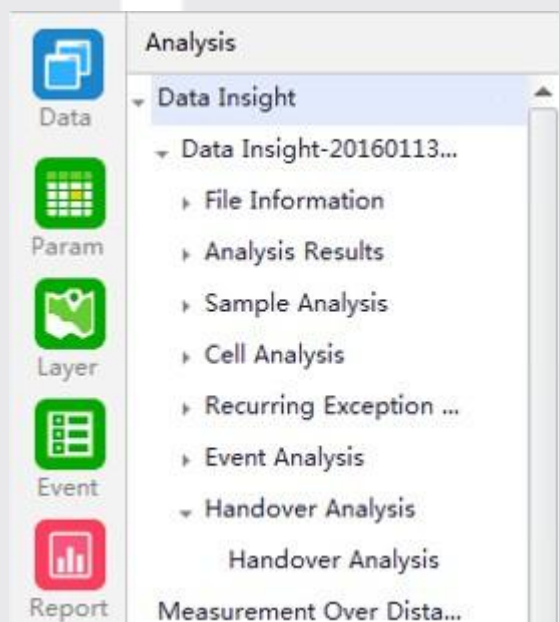 Analysis
Data
Data Insight
Data Insight-20160113...
File Information
Param
Analysis Results
Sample Analysis
Layer
Cell Analysis
Recurring Exception ...
Event
Event Analysis
Handover Analysis
Handover Analysis
Report
Measurement Over Dista...